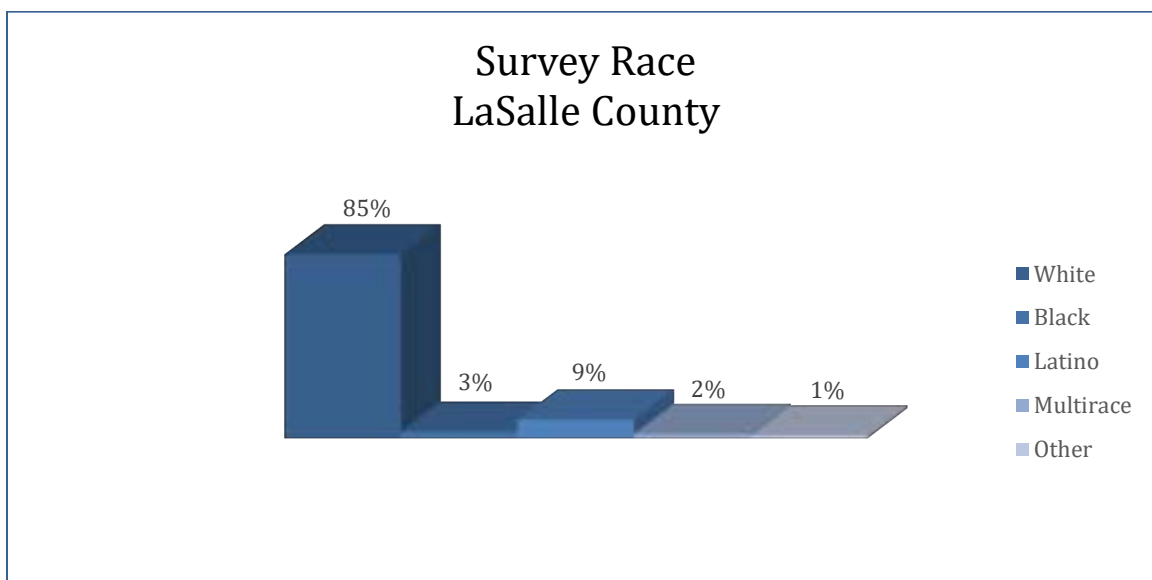 Survey Race
LaSalle County
85%
3%
9%
2%
1%
White
Black
Latino
Multirace
Other